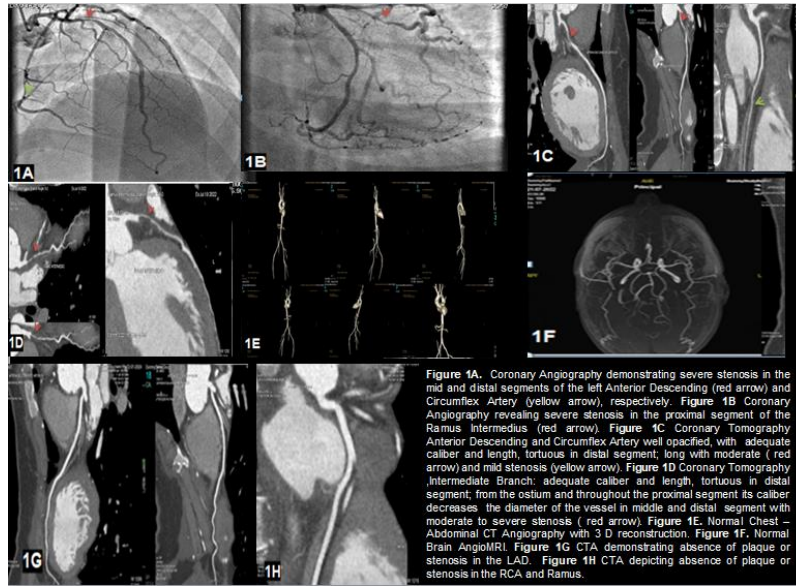 1A
1B
1C
1D
1E
Principal
1F
1G
1H
Figure 1A. Coronary Angiography demonstrating severe stenosis in the
mid and distal segments of the left Anterior Descending (red arrow) and
Circumflex Artery (yellow arrow), respectively. Figure 1B Coronary
Angiography revealing severe stenosis in the proximal segment of the
Ramus Intermedius (red arrow). Figure 1C Coronary Tomography
Anterior Descending and Circumflex Artery well opacified, with adequate
caliber and length, tortuous in distal segment; long with moderate ( red
arrow) and mild stenosis (yellow arrow). Figure 1D Coronary Tomography
,Intermediate Branch: adequate caliber and length, tortuous in distal
segment; from the ostium and throughout the proximal segment its caliber
decreases the diameter of the vessel in middle and distal segment with
moderate to severe stenosis ( red arrow). Figure 1E. Normal Chest –
Abdominal CT Angiography with 3 D reconstruction. Figure 1F. Normal
Brain AngioMRI. Figure 1G CTA demonstrating absence of plaque or
stenosis in the LAD. Figure 1H CTA depicting absence of plaque or
stenosis in the RCA and Ramus.